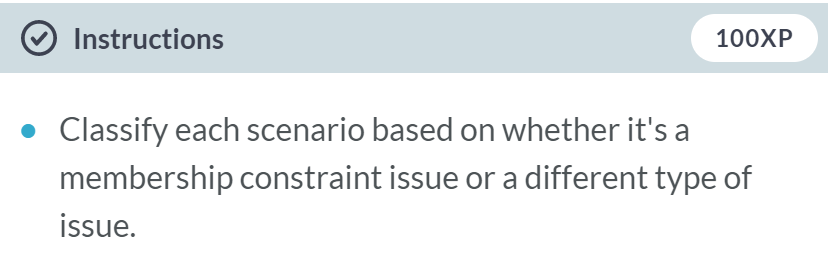 Instructions
100XP
Classify each scenario based on whether it's a
membership constraint issue or a different type of
issue.